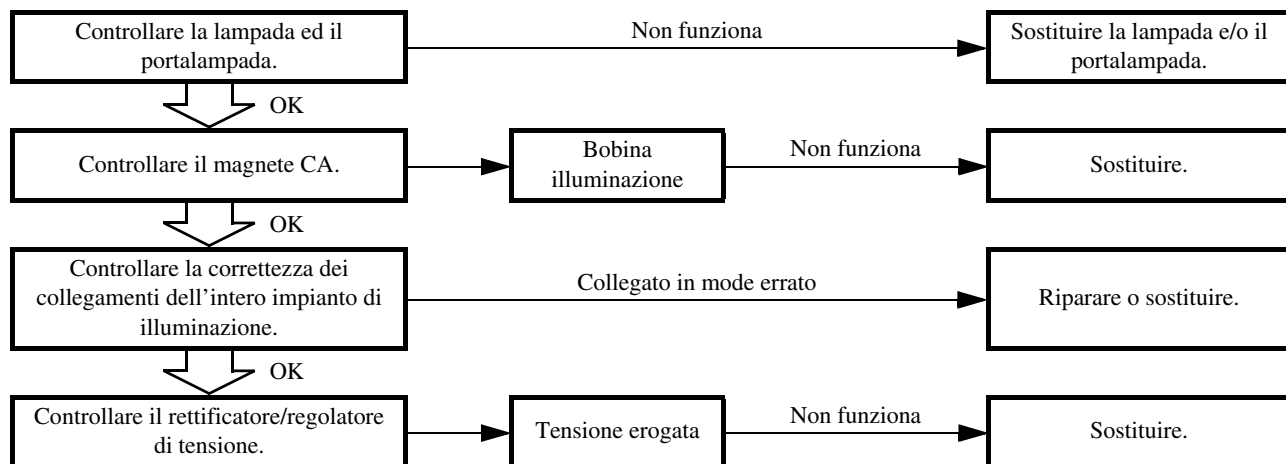 Controllare la lampada ed il
portalampada.
Non funziona
Sostituire la lampada e/o il
portalampada.
OK
Controllare il magnete CA.
Bobina
illuminazione
Non funziona
Sostituire.
OK
Controllare la correttezza dei
collegamenti dell’intero impianto di
illuminazione.
Collegato in mode errato
Riparare o sostituire.
OK
Controllare il rettificatore/regolatore
di tensione.
Tensione erogata
Non funziona
Sostituire.